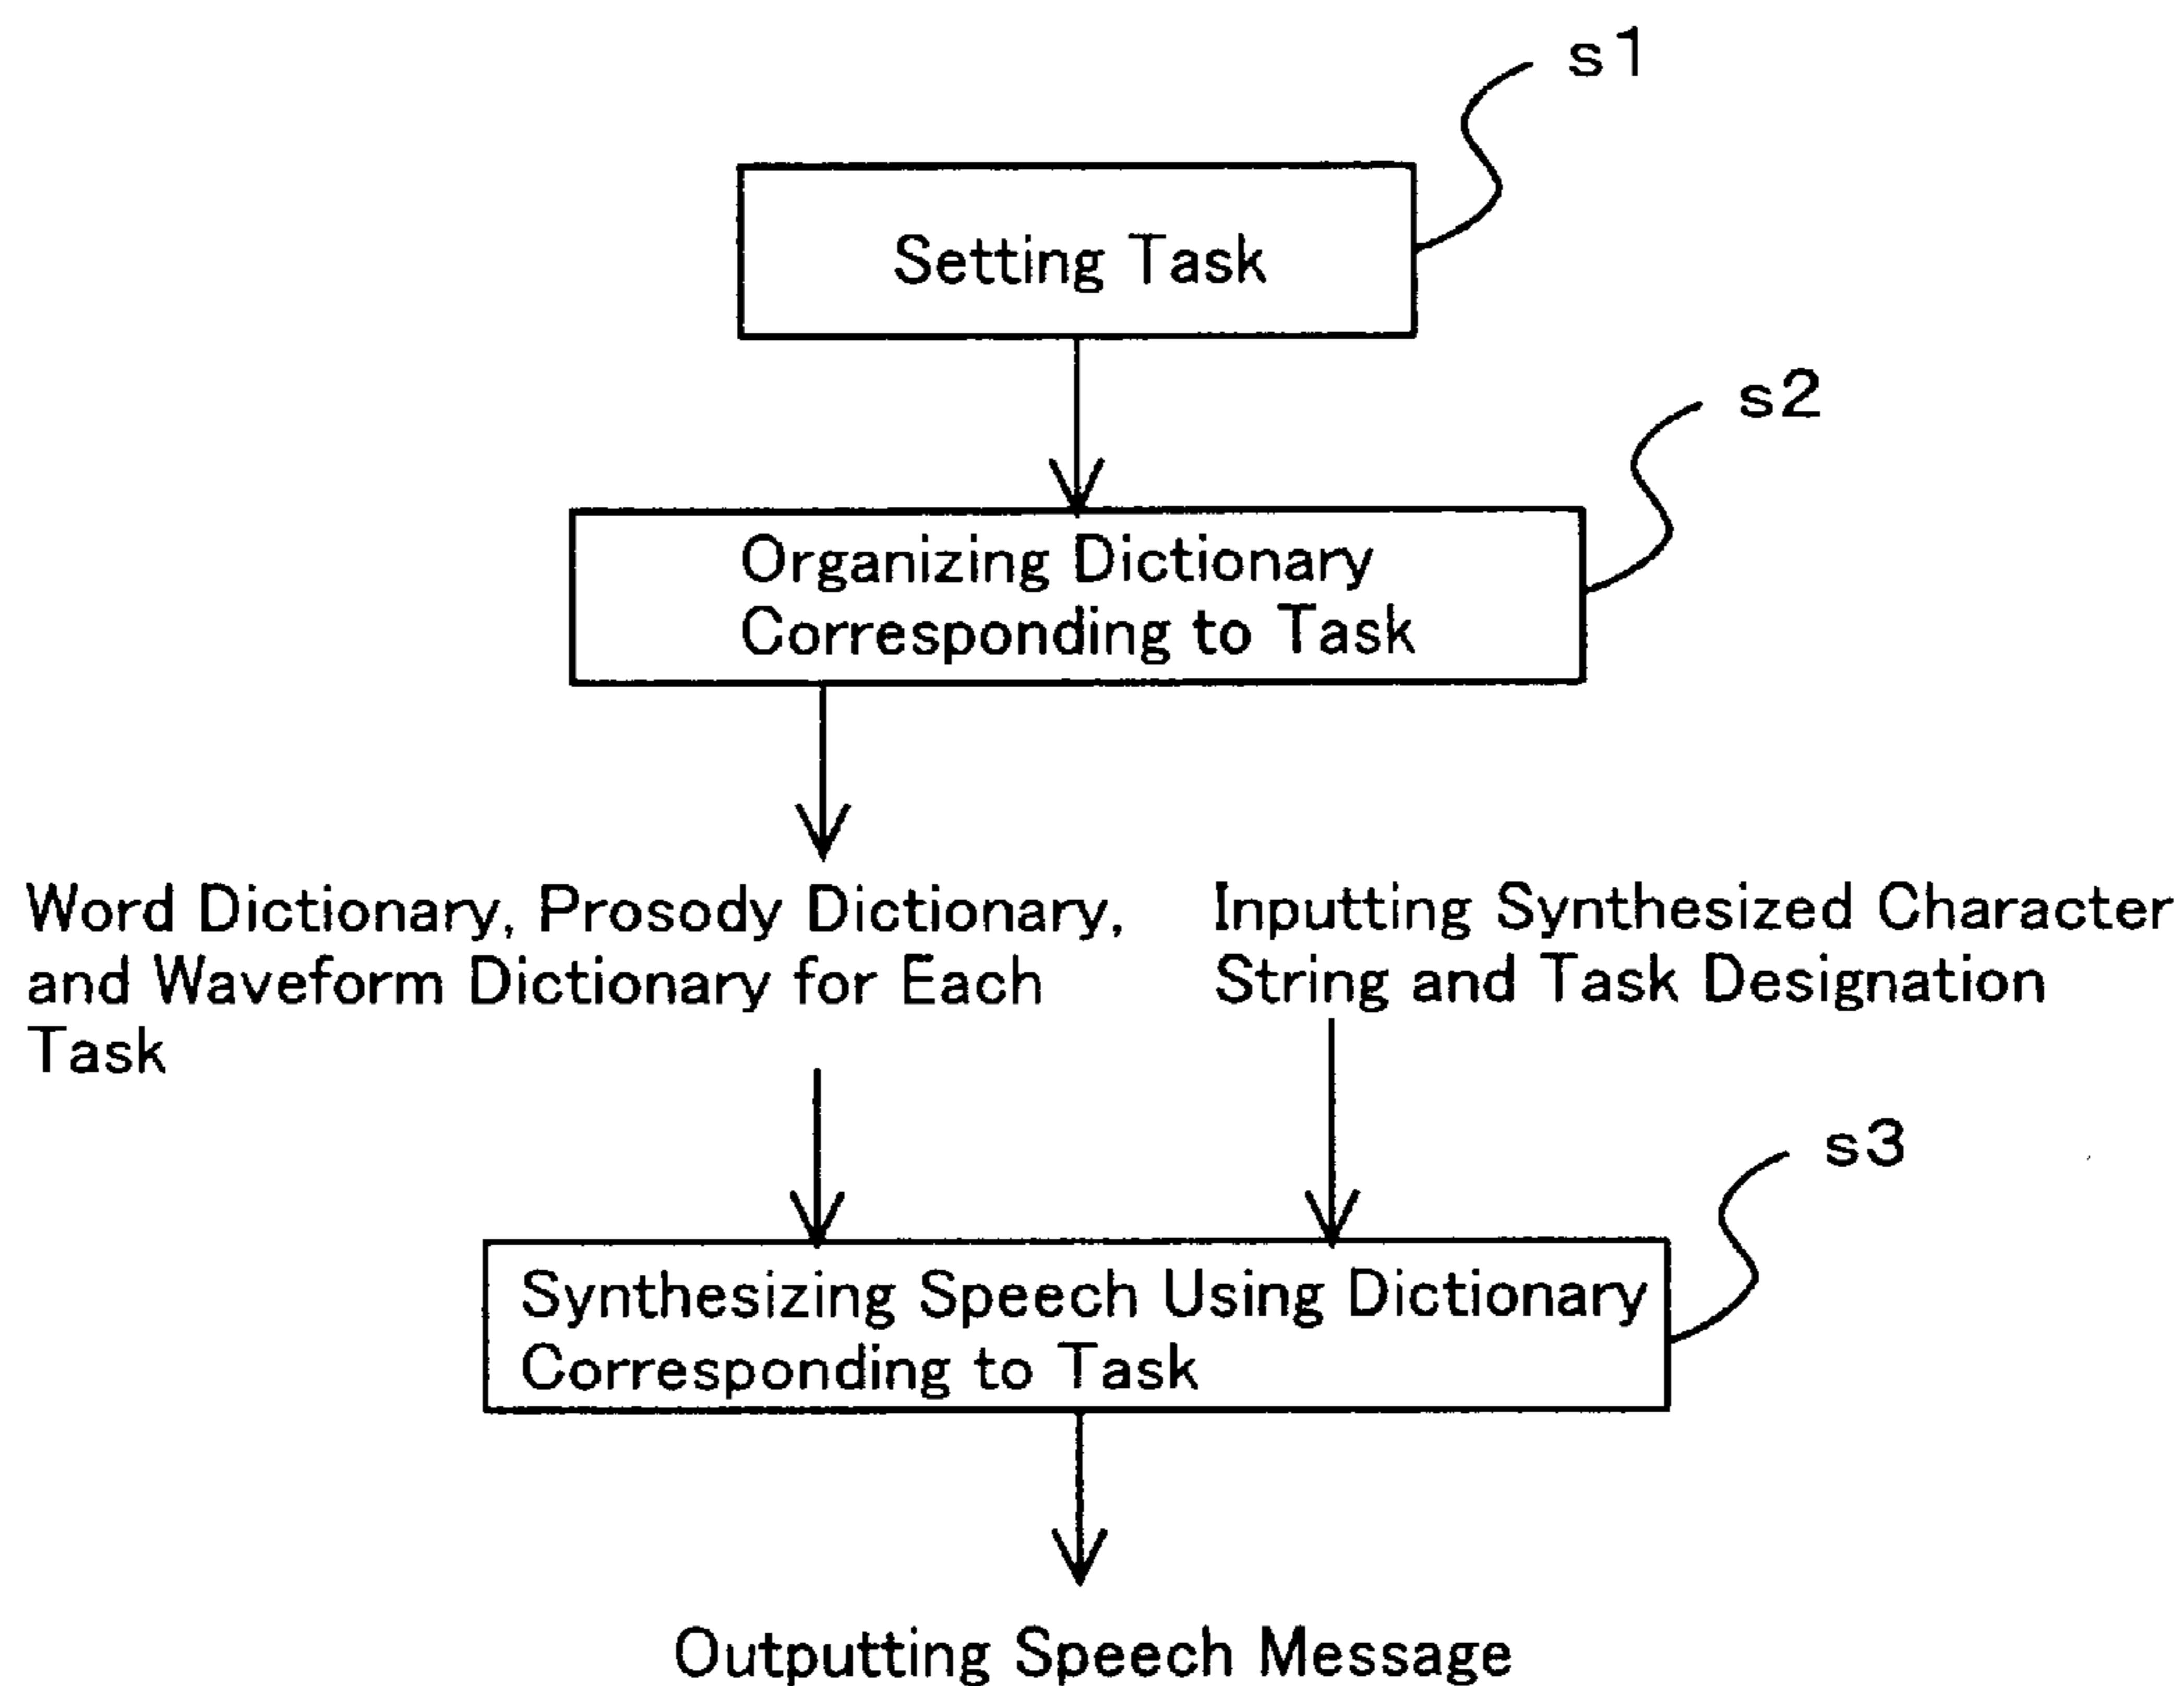 s1
Setting Task
s2
Organizing Dictionary
Corresponding to Task
Word Dictionary, Prosody Dictionary,
and Waveform Dictionary for Each
Task
Inputting Synthesized Character
String and Task Designation
s3
Synthesizing Speech Using Dictionary
Corresponding to Task
Outputting Speech Message